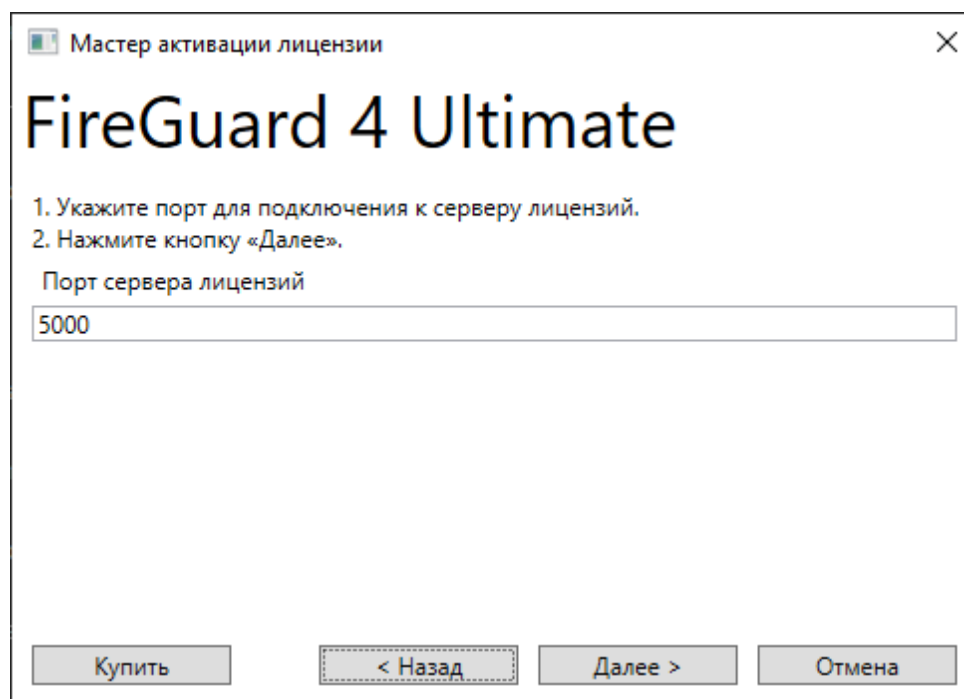 Мастер активации лицензии
FireGuard 4 Ultimate
1. Укажите порт для подключения к серверу лицензий.
2. Нажмите кнопку «Далее».
Порт сервера лицензий
5000
Купить
< Назад
Далее >
Отмена